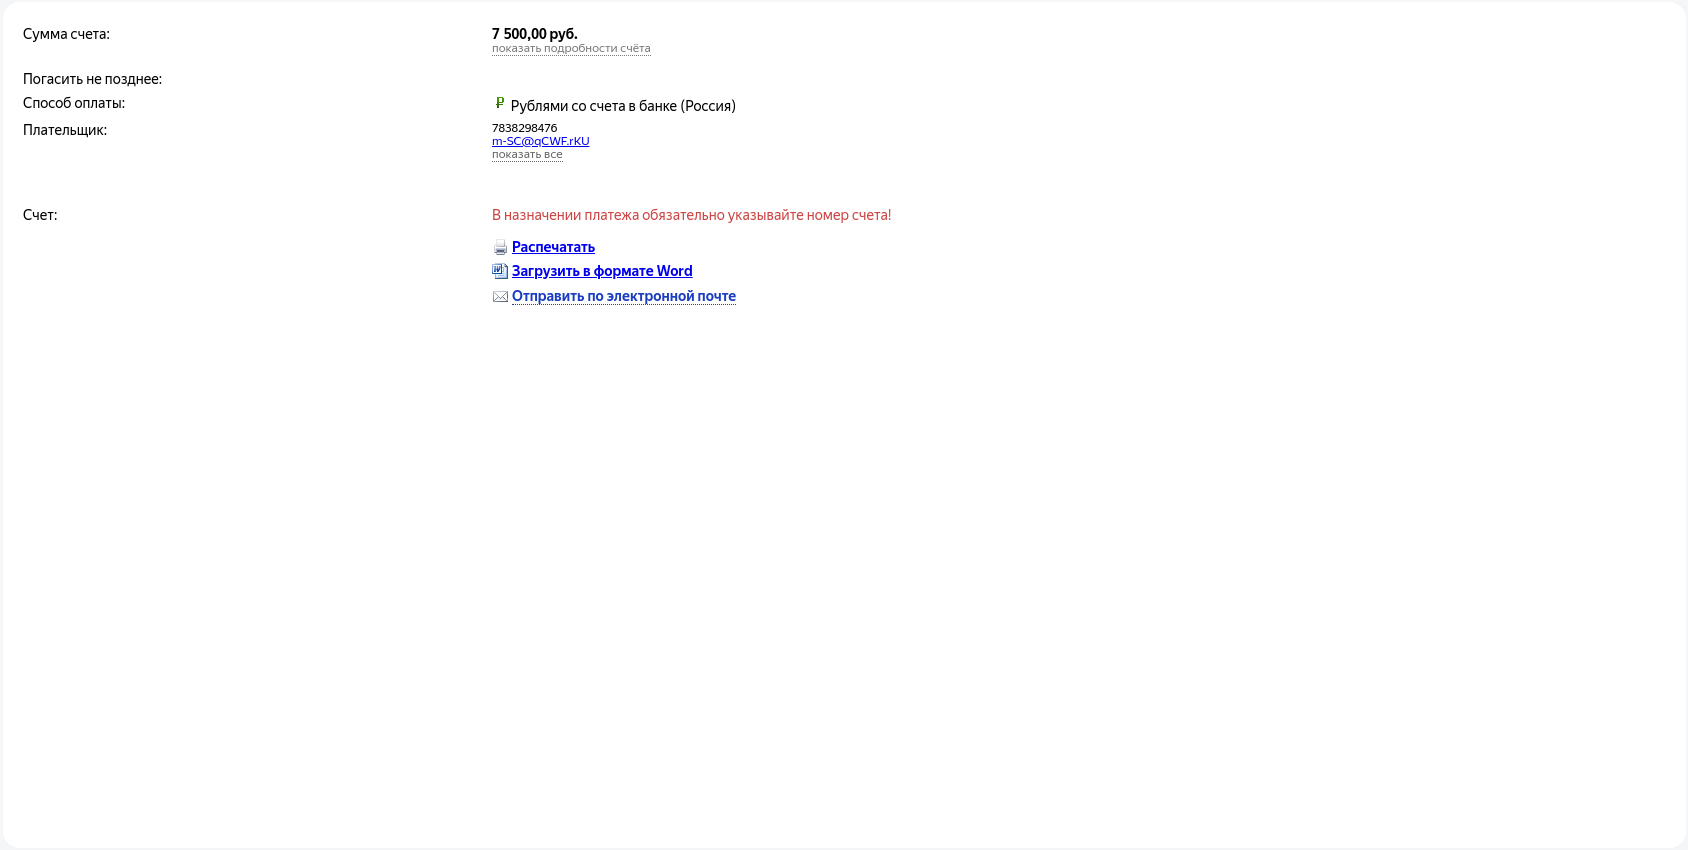 Сумма счета:
7 500,00 руб.
показать подробности счёта
Погасить не позднее:
Способ оплаты:
Рублями со счета в банке (Россия)
Плательщик:
7838298476
m-SC@qCWF.rKU
показать все
Счет:
В назначении платежа обязательно указывайте номер счета!
Распечатать
Загрузить в формате Word
Отправить по электронной почте